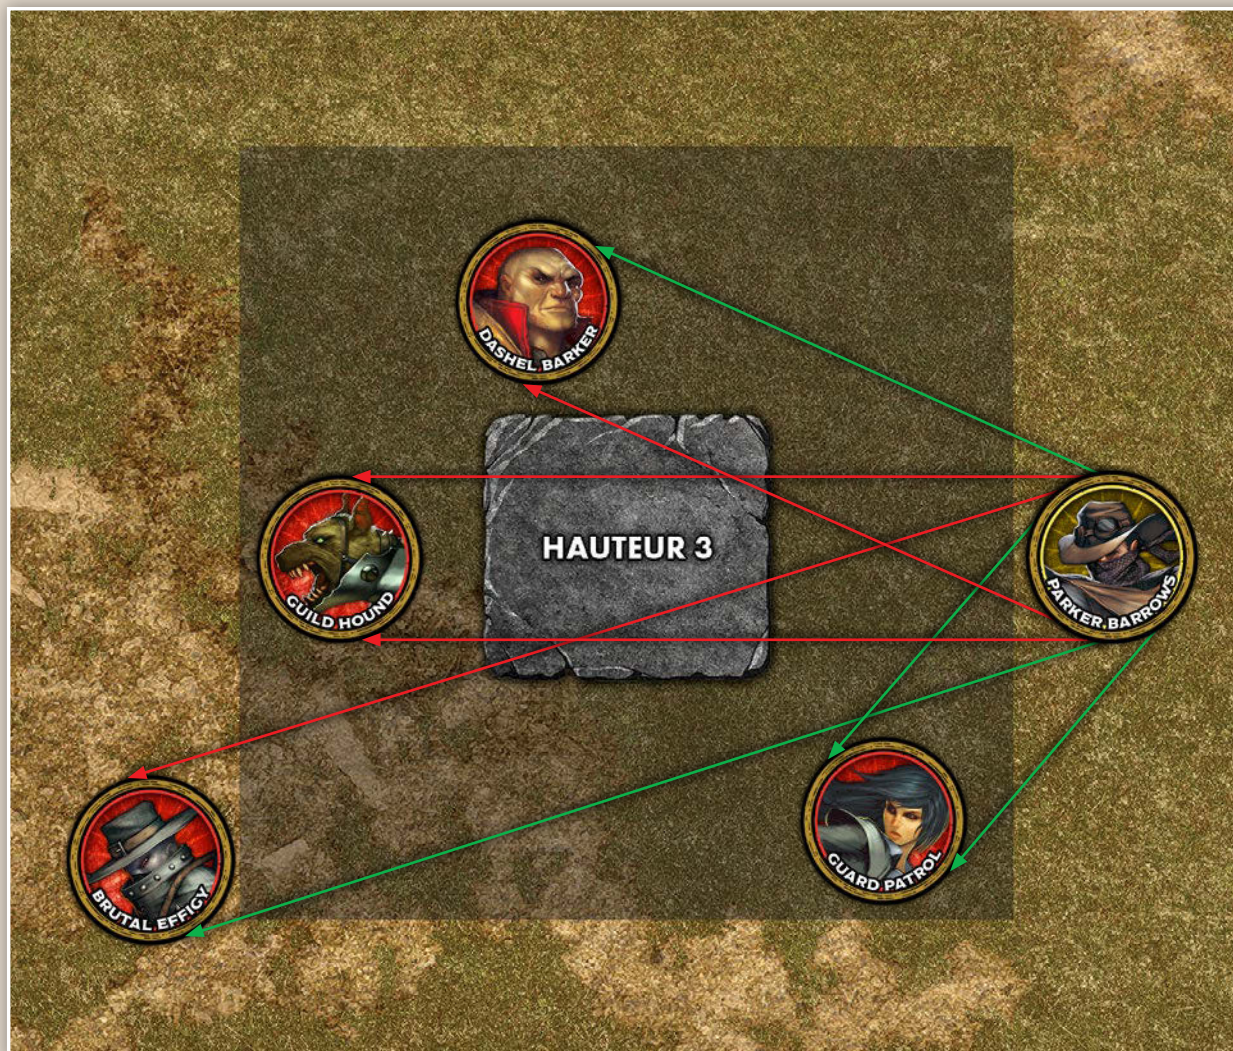 DASHEL BARKER
HAUTEUR 3
GUILD HOUND
PARKER BARROWS
GUARD PATROL
BRUTAL EFFIGY